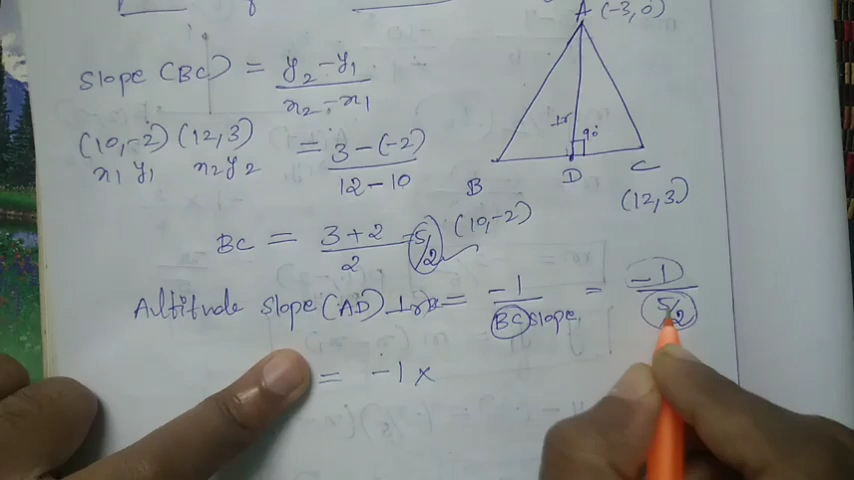 A (-3, 0)
Slope (BC) = y2 - y1 / x2 - x1
(10, -2) (12, 3) = 3 - (-2) / 12 - 10
x1 y1 x2 y2
⊥r 90°
B D C
(12, 3)
(10, -2)
BC = 3 + 2 / 2 = 5/2
Altitude Slope (AD) ⊥r = -1 / BC slope = -1 / 5/2
= -1 ×